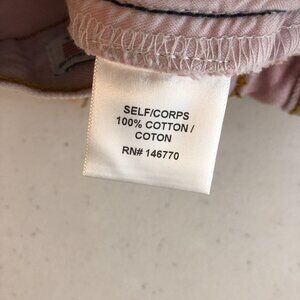 SELF/CORPS
100% COTTON /
COTON
RN# 146770